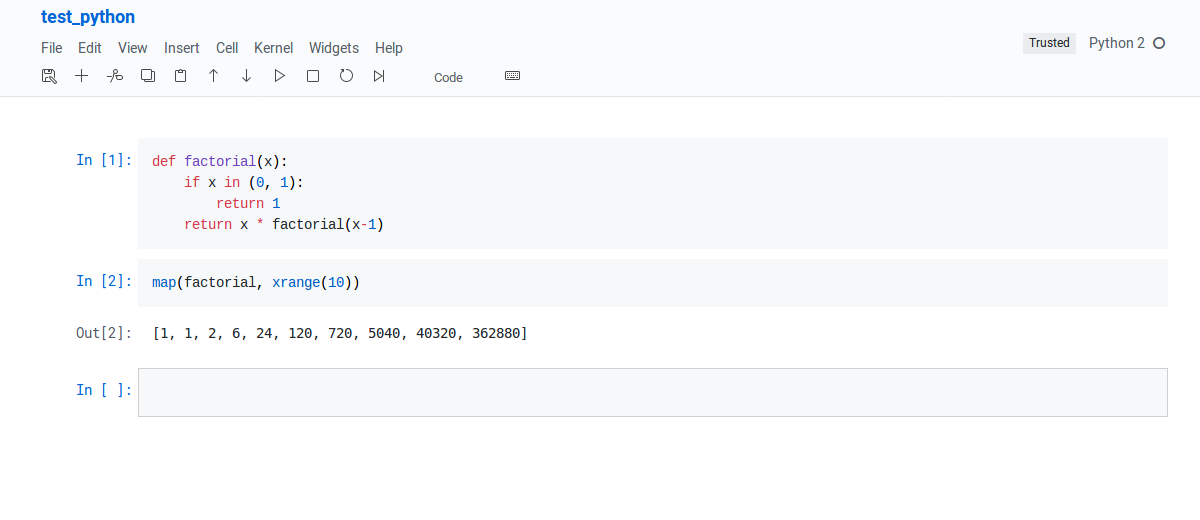 test_python
File Edit View Insert Cell Kernel Widgets Help
Trusted Python 2
Code
In [1]: def factorial(x):
    if x in (0, 1):
        return 1
    return x * factorial(x-1)
In [2]: map(factorial, xrange(10))
Out[2]: [1, 1, 2, 6, 24, 120, 720, 5040, 40320, 362880]
In [ ]: